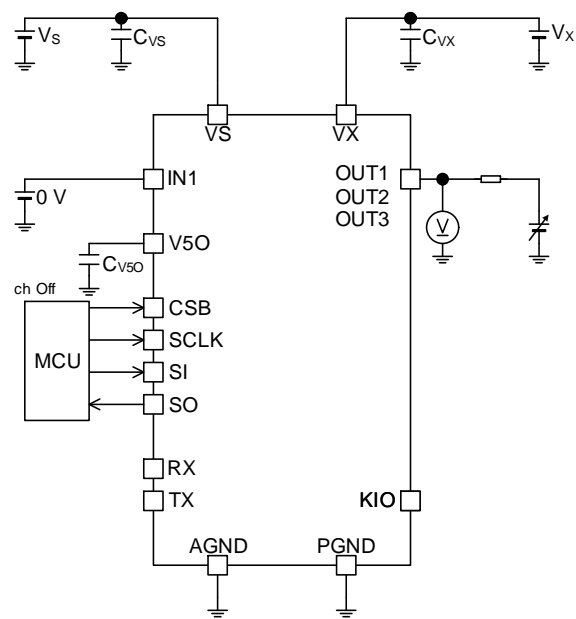 VS CVS CVX VX
VS VX
IN1 OUT1
0 V OUT2
OUT3
V
V5O
CV5O
ch Off
MCU
CSB
SCLK
SI
SO
RX
TX KIO
AGND PGND